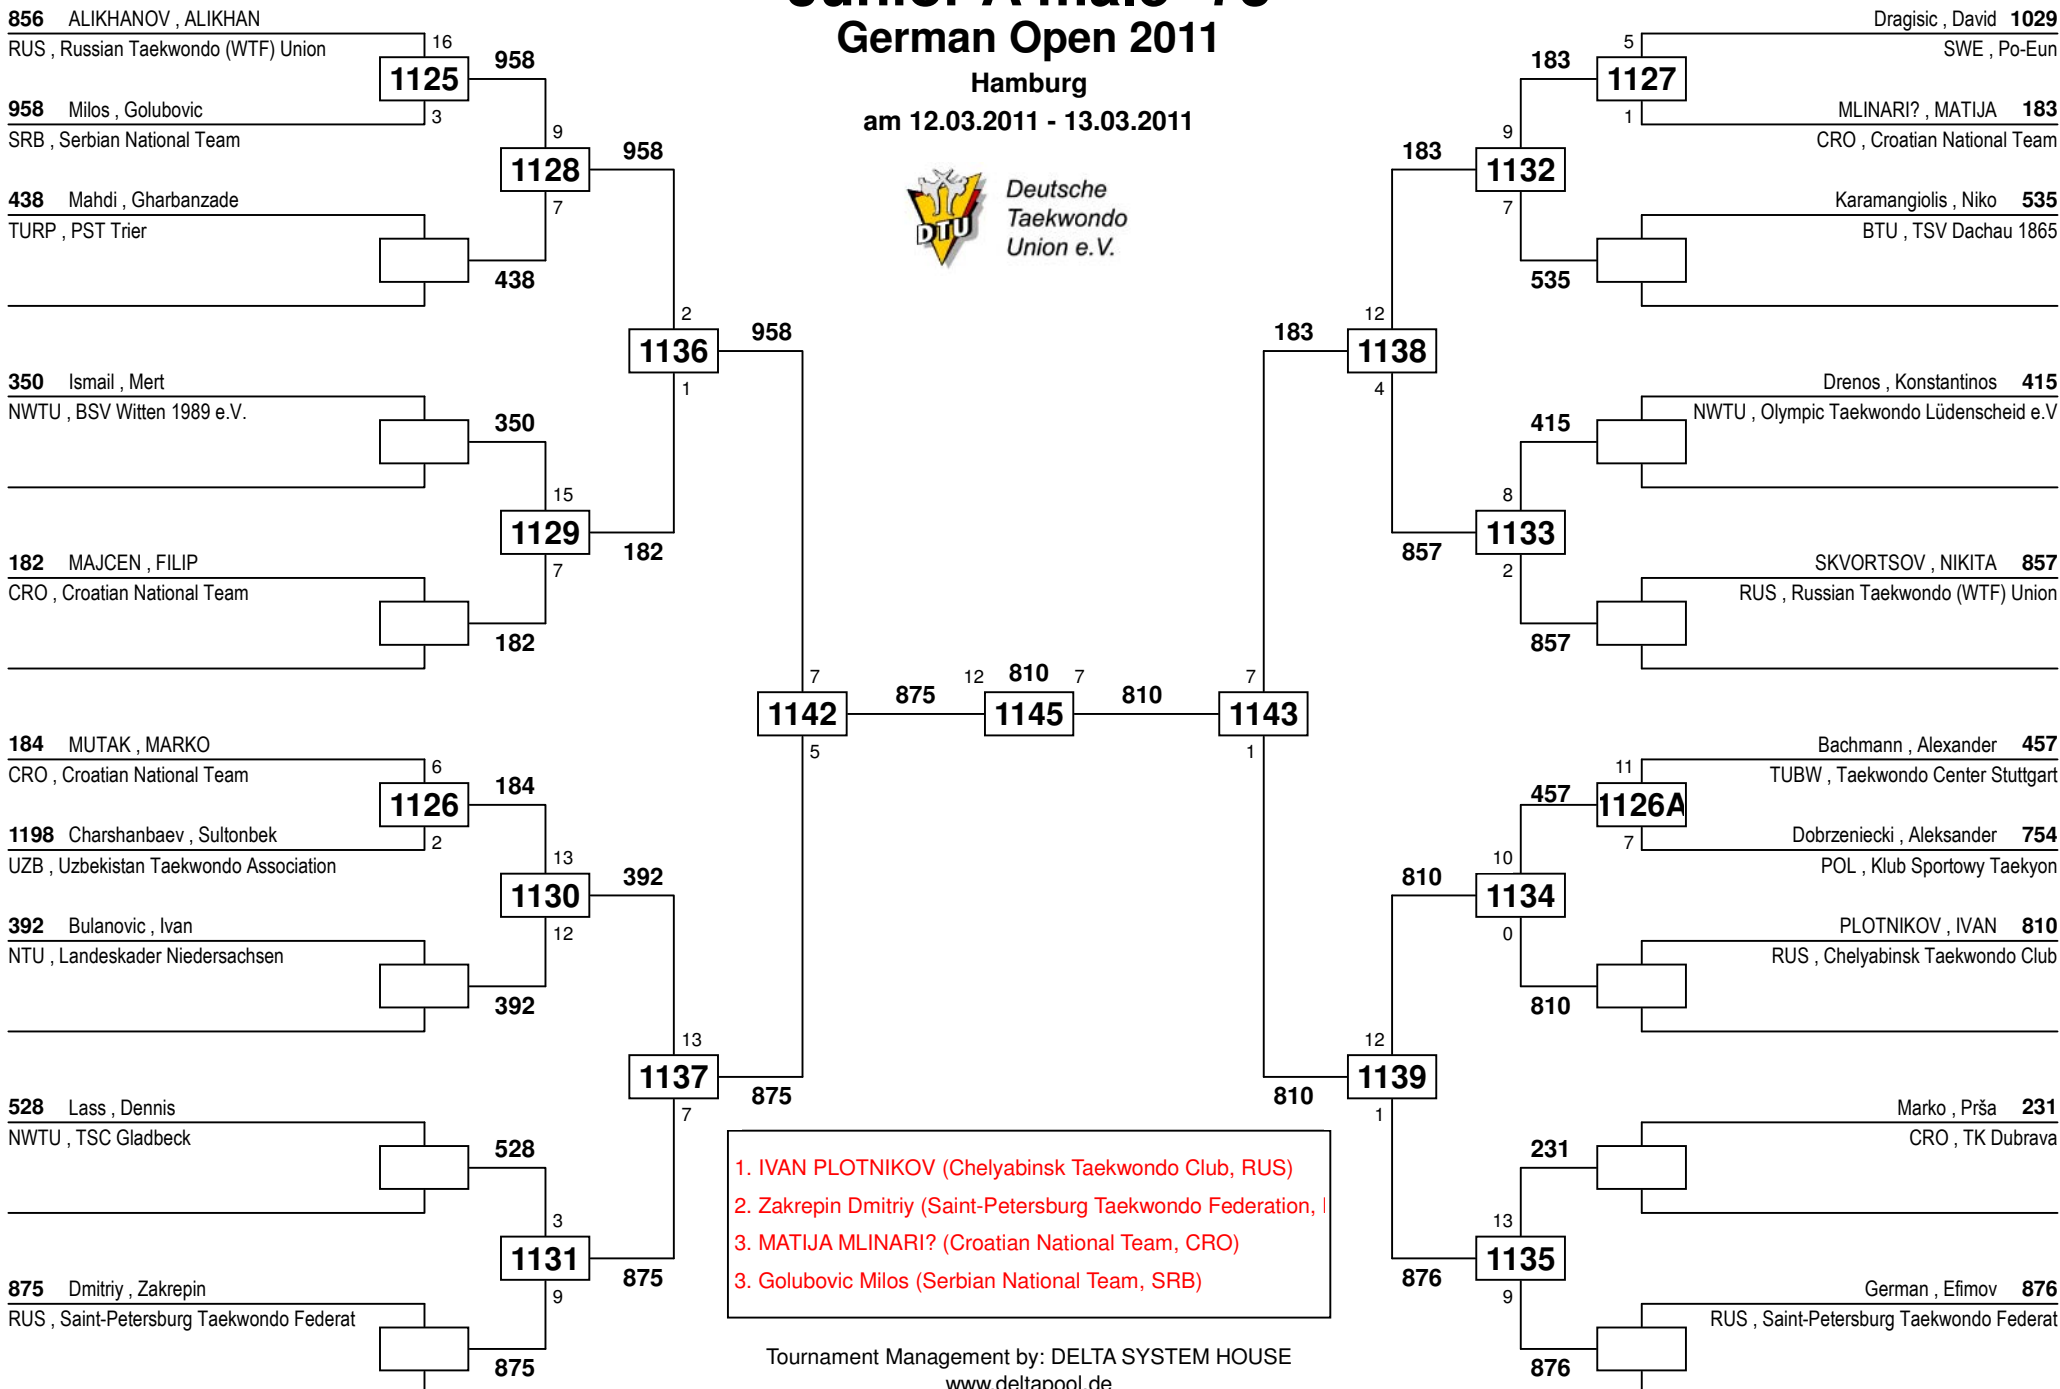 German Open 2011
Hamburg
am 12.03.2011 - 13.03.2011
DTU
Deutsche
Taekwondo
Union e.V.
856 ALIKHANOV , ALIKHAN
RUS , Russian Taekwondo (WTF) Union
16
1125
958
958 Milos , Golubovic
3
SRB , Serbian National Team
9
1128
958
438 Mahdi , Gharbanzade
7
TURP , PST Trier
438
2
1136
958
1
350 Ismail , Mert
NWTU , BSV Witten 1989 e.V.
350
15
1129
182
7
182 MAJCEN , FILIP
CRO , Croatian National Team
182
7
1142
875
5
184 MUTAK , MARKO
CRO , Croatian National Team
6
1126
184
1198 Charshanbaev , Sultonbek
2
UZB , Uzbekistan Taekwondo Association
13
1130
392
392 Bulanovic , Ivan
12
NTU , Landeskader Niedersachsen
392
13
1137
875
7
528 Lass , Dennis
NWTU , TSC Gladbeck
528
3
1131
875
9
875 Dmitriy , Zakrepin
RUS , Saint-Petersburg Taekwondo Federat
875
12 810 7
1145
Dragisic , David 1029
5
SWE , Po-Eun
183
1127
MLINARI? , MATIJA 183
1
CRO , Croatian National Team
9
183
1132
7
Karamangiolis , Niko 535
BTU , TSV Dachau 1865
535
12
183
1138
4
Drenos , Konstantinos 415
NWTU , Olympic Taekwondo Lüdenscheid e.V
415
8
1133
857
2
SKVORTSOV , NIKITA 857
RUS , Russian Taekwondo (WTF) Union
857
7
810
1143
1
Bachmann , Alexander 457
11
TUBW , Taekwondo Center Stuttgart
457
1126A
Dobrzeniecki , Aleksander 754
7
POL , Klub Sportowy Taekyon
10
810
1134
0
PLOTNIKOV , IVAN 810
RUS , Chelyabinsk Taekwondo Club
810
12
1139
810
1
Marko , Prša 231
CRO , TK Dubrava
231
13
1135
876
9
German , Efimov 876
RUS , Saint-Petersburg Taekwondo Federat
876
1. IVAN PLOTNIKOV (Chelyabinsk Taekwondo Club, RUS)
2. Zakrepin Dmitriy (Saint-Petersburg Taekwondo Federation,
3. MATIJA MLINARI? (Croatian National Team, CRO)
3. Golubovic Milos (Serbian National Team, SRB)
Tournament Management by: DELTA SYSTEM HOUSE
www.deltapool.de